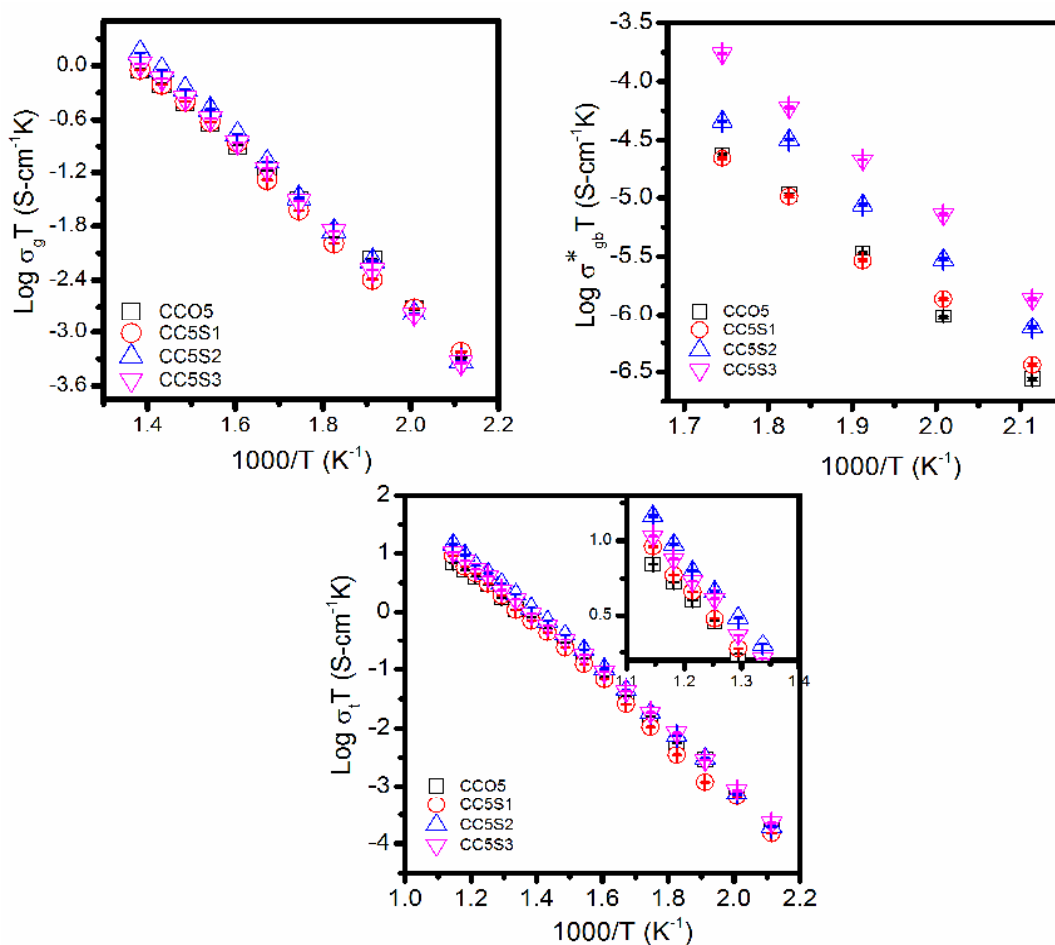 Log σgT (S-cm⁻¹K)
0.0
-0.6
-1.2
-1.8
-2.4
-3.0
-3.6
CCO5
CC5S1
CC5S2
CC5S3
1.4 1.6 1.8 2.0 2.2
1000/T (K⁻¹)
Log σ*gbT (S-cm⁻¹K)
-3.5
-4.0
-4.5
-5.0
-5.5
-6.0
-6.5
CCO5
CC5S1
CC5S2
CC5S3
1.7 1.8 1.9 2.0 2.1
1000/T (K⁻¹)
Log σtT (S-cm⁻¹K)
2
1
0
-1
-2
-3
-4
1.0
0.5
1.1 1.2 1.3 1.4
CCO5
CC5S1
CC5S2
CC5S3
1.0 1.2 1.4 1.6 1.8 2.0 2.2
1000/T (K⁻¹)